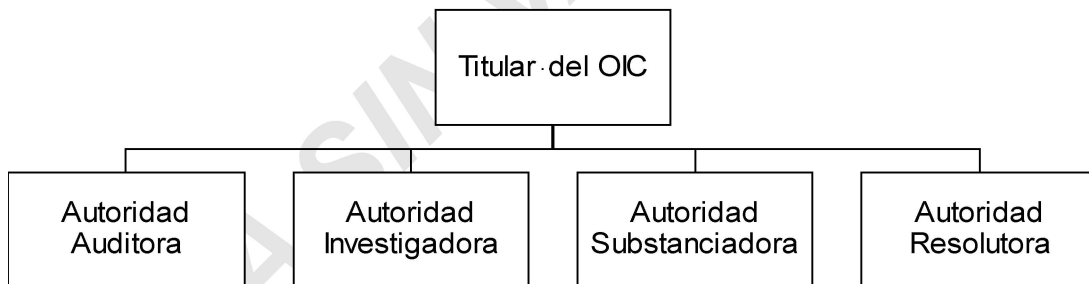 Titular del OIC
Autoridad
Auditora
Autoridad
Investigadora
Autoridad
Substanciadora
Autoridad
Resolutora